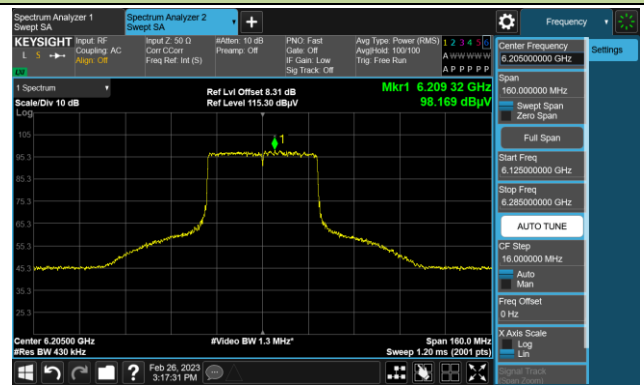 Spectrum Analyzer 1
Swept SA
Spectrum Analyzer 2
Swept SA
Frequency
KEYSIGHT
L S
Input: RF
Coupling: AC
Align: Off
Input Z: 50 Ω
Corr CCorr
Freq Ref: Int (S)
#Atten: 10 dB
Preamp: Off
PNO: Fast
Gate: Off
IF Gain: Low
Sig Track: Off
Avg Type: Power (RMS)
Avg|Hold: 100/100
Trig: Free Run
1 2 3 4 5 6
A W W W W W
A P P P P P
1 Spectrum
Scale/Div 10 dB
Log
Ref Lvl Offset 8.31 dB
Ref Level 115.30 dBµV
Mkr1 6.209 32 GHz
98.169 dBµV
105
95.3
85.3
75.3
65.3
55.3
45.3
35.3
25.3
1
Center 6.20500 GHz
#Res BW 430 kHz
#Video BW 1.3 MHz*
Span 160.0 MHz
Sweep 1.20 ms (2001 pts)
Feb 26, 2023
3:17:31 PM
Center Frequency
6.205000000 GHz
Settings
Span
160.000000 MHz
Swept Span
Zero Span
Full Span
Start Freq
6.125000000 GHz
Stop Freq
6.285000000 GHz
AUTO TUNE
CF Step
16.000000 MHz
Auto
Man
Freq Offset
0 Hz
X Axis Scale
Log
Lin
Signal Track
(Span Zoom)